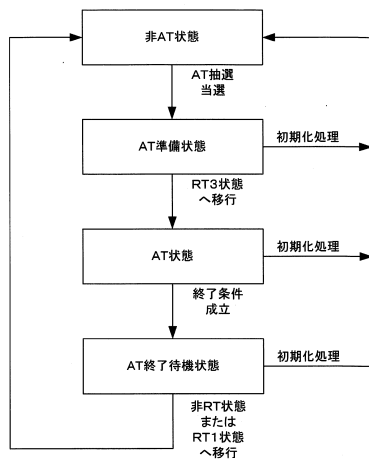 非AT状態
AT抽選
当選
AT準備状態
初期化処理
RT3状態
へ移行
AT状態
初期化処理
終了条件
成立
AT終了待機状態
初期化処理
非RT状態
または
RT1状態
へ移行